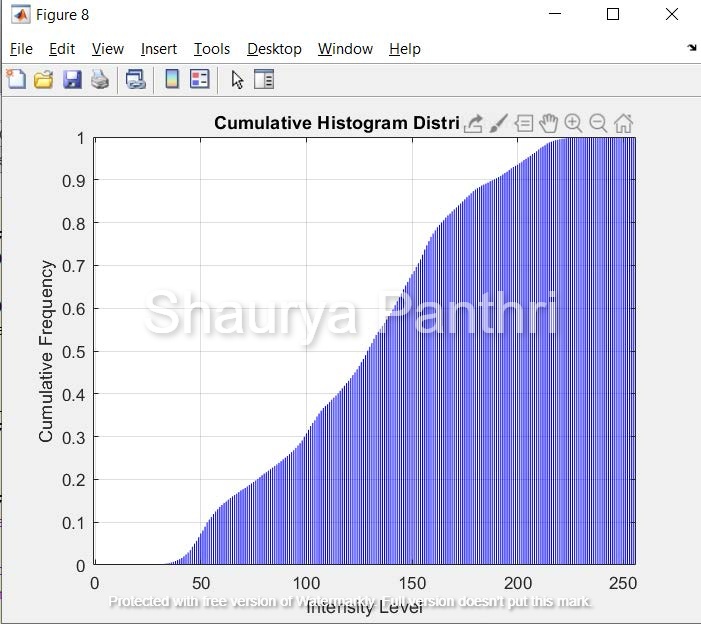 Figure 8
File Edit View Insert Tools Desktop Window Help
Cumulative Histogram Distri
1
0.9
0.8
0.7
0.6
0.5
0.4
0.3
0.2
0.1
0
Cumulative Frequency
Shaurya Panthri
0 50 100 150 200 250
Intensity Level
Protected with free version of Watermarkly. Full version doesn't put this mark.